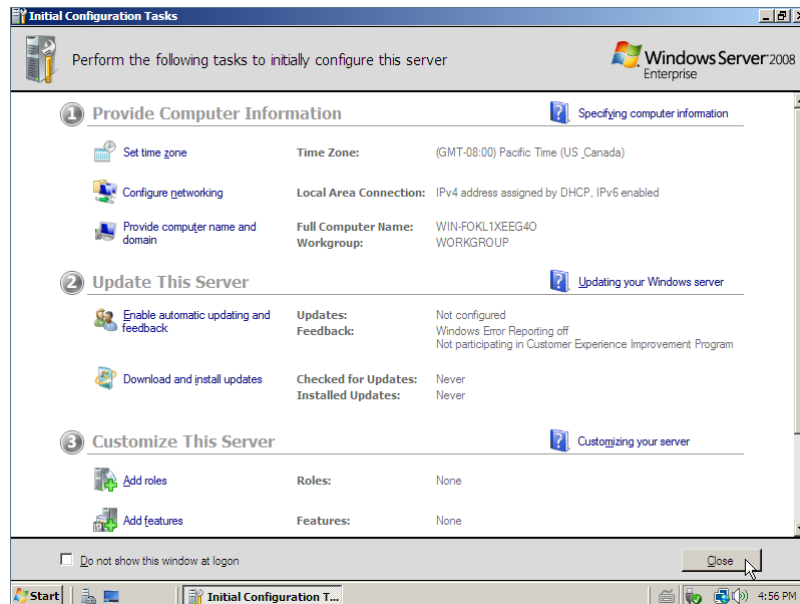 Initial Configuration Tasks
Perform the following tasks to initially configure this server
Windows Server 2008
Enterprise
1 Provide Computer Information
Specifying computer information
Set time zone Time Zone: (GMT-08:00) Pacific Time (US _Canada)
Configure networking Local Area Connection: IPv4 address assigned by DHCP, IPv6 enabled
Provide computer name and domain
Full Computer Name: WIN-FOKL1XEEG4O
Workgroup: WORKGROUP
2 Update This Server
Updating your Windows server
Enable automatic updating and feedback
Updates: Not configured
Feedback: Windows Error Reporting off
Not participating in Customer Experience Improvement Program
Download and install updates
Checked for Updates: Never
Installed Updates: Never
3 Customize This Server
Customizing your server
Add roles Roles: None
Add features Features: None
Do not show this window at logon
Close
Start
Initial Configuration T...
4:56 PM